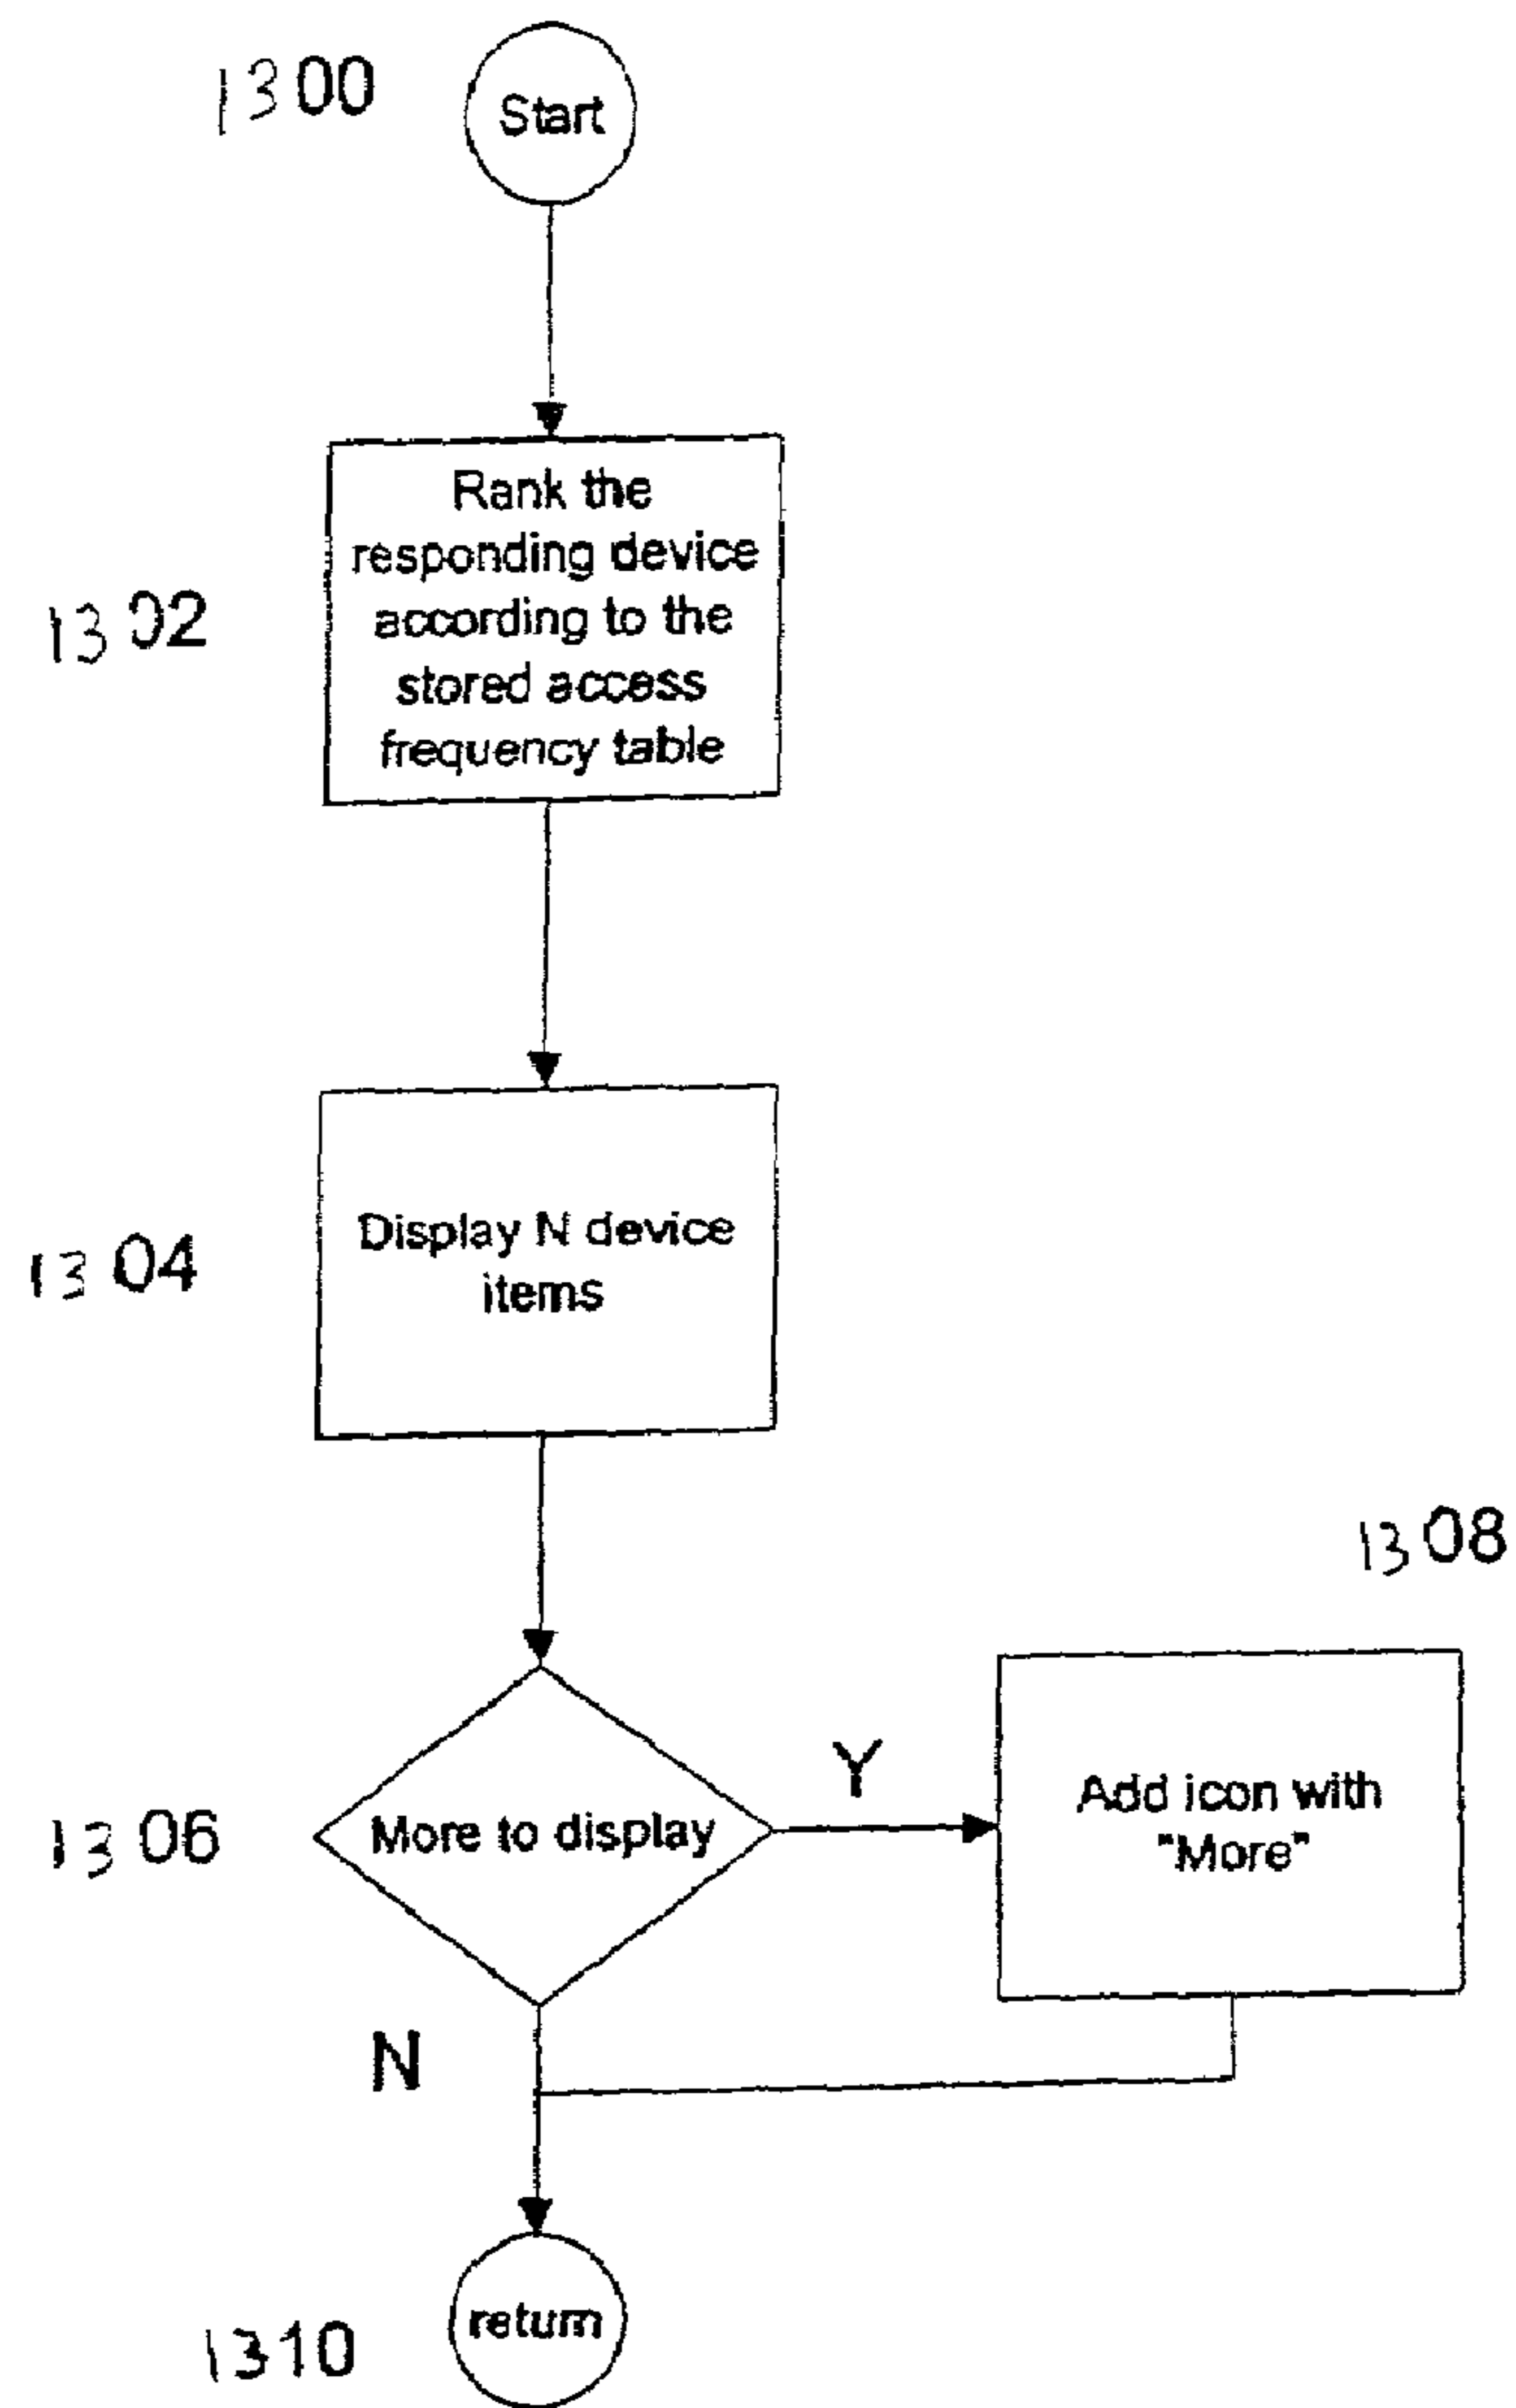 1300
Start
1302
Rank the
responding device
according to the
stored access
frequency table
1304
Display N device
items
1308
1306
More to display
Y
Add icon with
"More"
N
1310
return